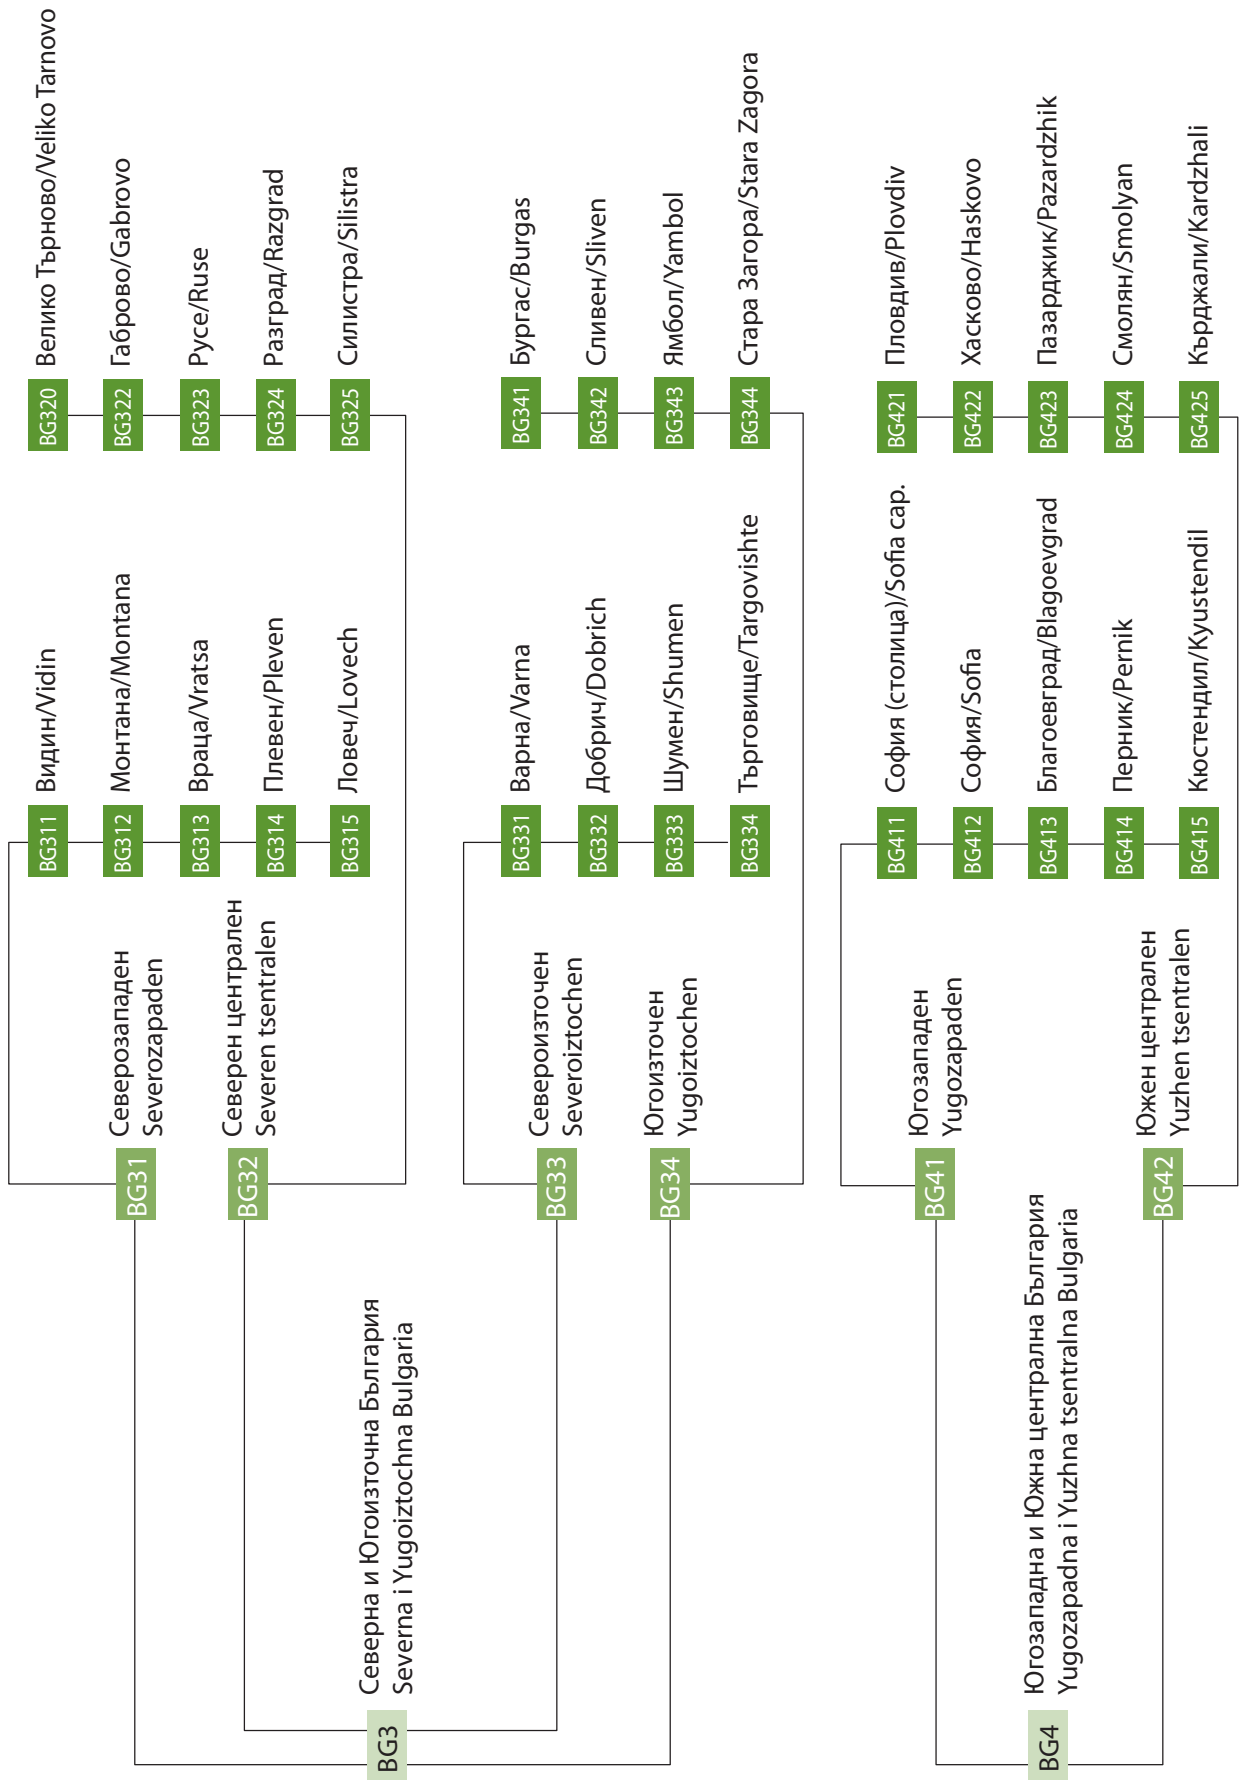 BG3
Северна и Югоизточна България
Severna i Yugoiztochna Bulgaria
BG31
Северозападен
Severozapaden
BG311
Видин/Vidin
BG312
Монтана/Montana
BG313
Враца/Vratsa
BG314
Плевен/Pleven
BG315
Ловеч/Lovech
BG32
Северен централен
Severen tsentralen
BG320
Велико Търново/Veliko Tarnovo
BG322
Габрово/Gabrovo
BG323
Русе/Ruse
BG324
Разград/Razgrad
BG325
Силистра/Silistra
BG33
Североизточен
Severoiztochen
BG331
Варна/Varna
BG332
Добрич/Dobrich
BG333
Шумен/Shumen
BG334
Търговище/Targovishte
BG34
Югоизточен
Yugoiztochen
BG341
Бургас/Burgas
BG342
Сливен/Sliven
BG343
Ямбол/Yambol
BG344
Стара Загора/Stara Zagora
BG4
Югозападна и Южна централна България
Yugozapadna i Yuzhna tsentralna Bulgaria
BG41
Югозападен
Yugozapaden
BG411
София (столица)/Sofia cap.
BG412
София/Sofia
BG413
Благоевград/Blagoevgrad
BG414
Перник/Pernik
BG415
Кюстендил/Kyustendil
BG42
Южен централен
Yuzhen tsentralen
BG421
Пловдив/Plovdiv
BG422
Хасково/Haskovo
BG423
Пазарджик/Pazardzhik
BG424
Смолян/Smolyan
BG425
Кърджали/Kardzhali